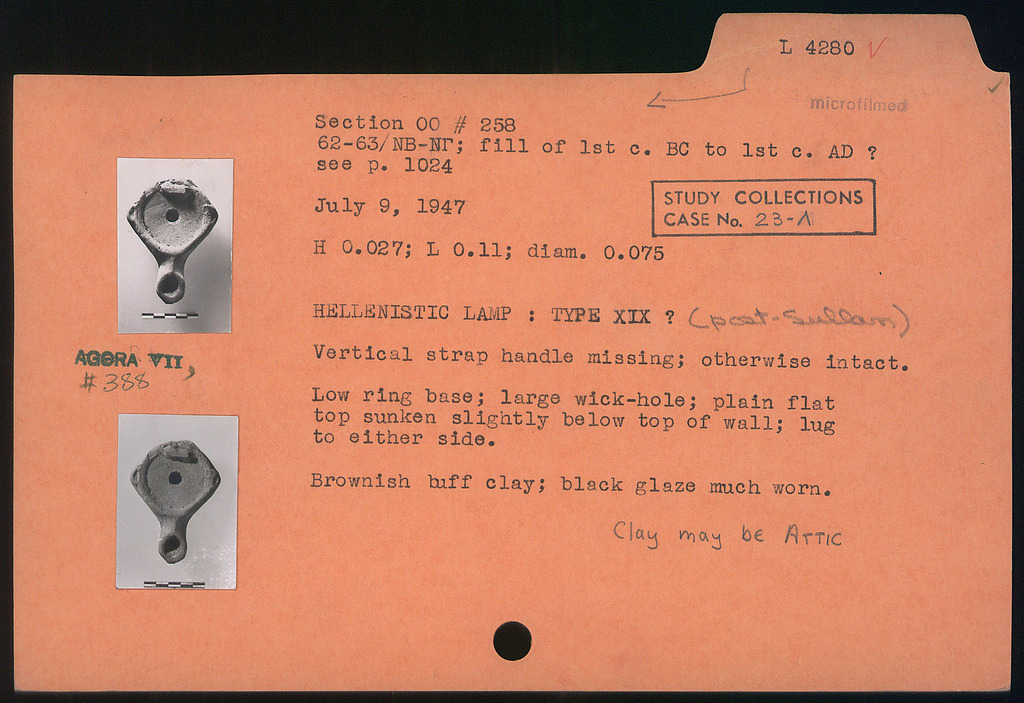 L 4280 √
microfilmed
Section OO # 258
62-63/ΝΒ-ΝΓ; fill of 1st c. BC to 1st c. AD ?
see p. 1024
July 9, 1947
STUDY COLLECTIONS
CASE No. 23-Λ
H 0.027; L 0.11; diam. 0.075
HELLENISTIC LAMP : TYPE XIX ? (post-Sullan)
Vertical strap handle missing; otherwise intact.
AGORA VII,
# 388
Low ring base; large wick-hole; plain flat
top sunken slightly below top of wall; lug
to either side.
Brownish buff clay; black glaze much worn.
Clay may be ATTIC